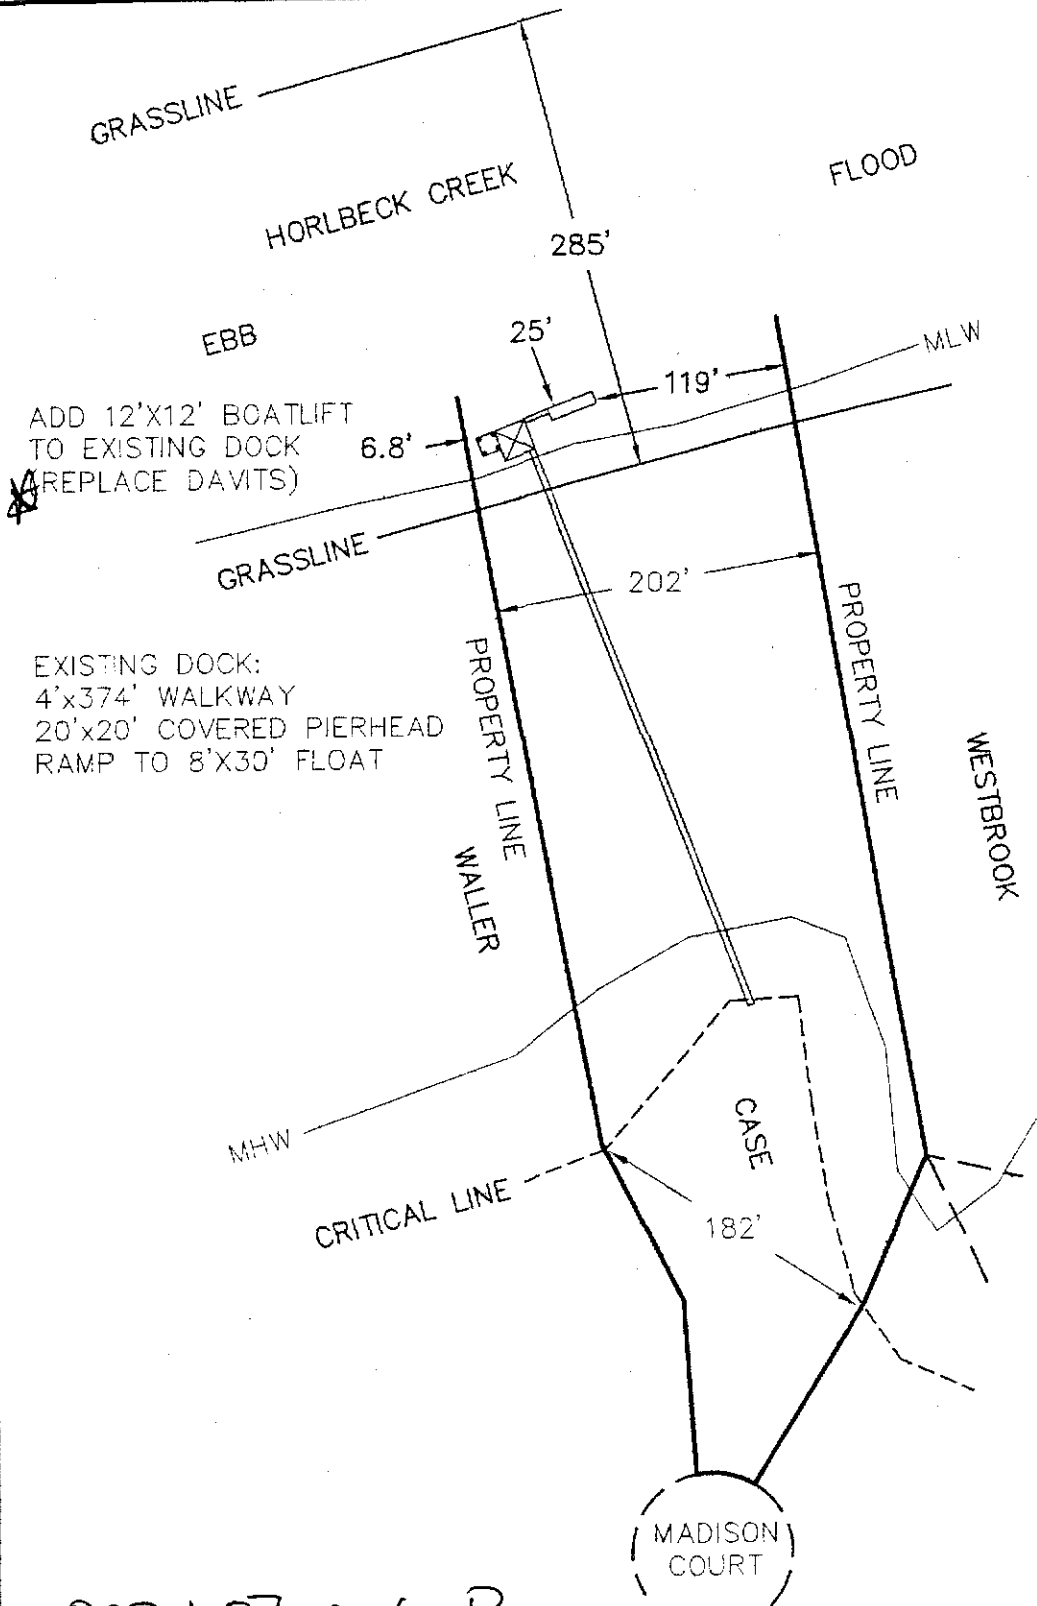 GRASSLINE
HORLBECK CREEK
FLOOD
285'
EBB
25'
MLW
119'
ADD 12'X12' BOATLIFT
TO EXISTING DOCK
(REPLACE DAVITS)
6.8'
GRASSLINE
202'
EXISTING DOCK:
4'x374' WALKWAY
20'x20' COVERED PIERHEAD
RAMP TO 8'X30' FLOAT
PROPERTY LINE
PROPERTY LINE
WALLER
WESTBROOK
MHW
CASE
CRITICAL LINE
182'
MADISON
COURT